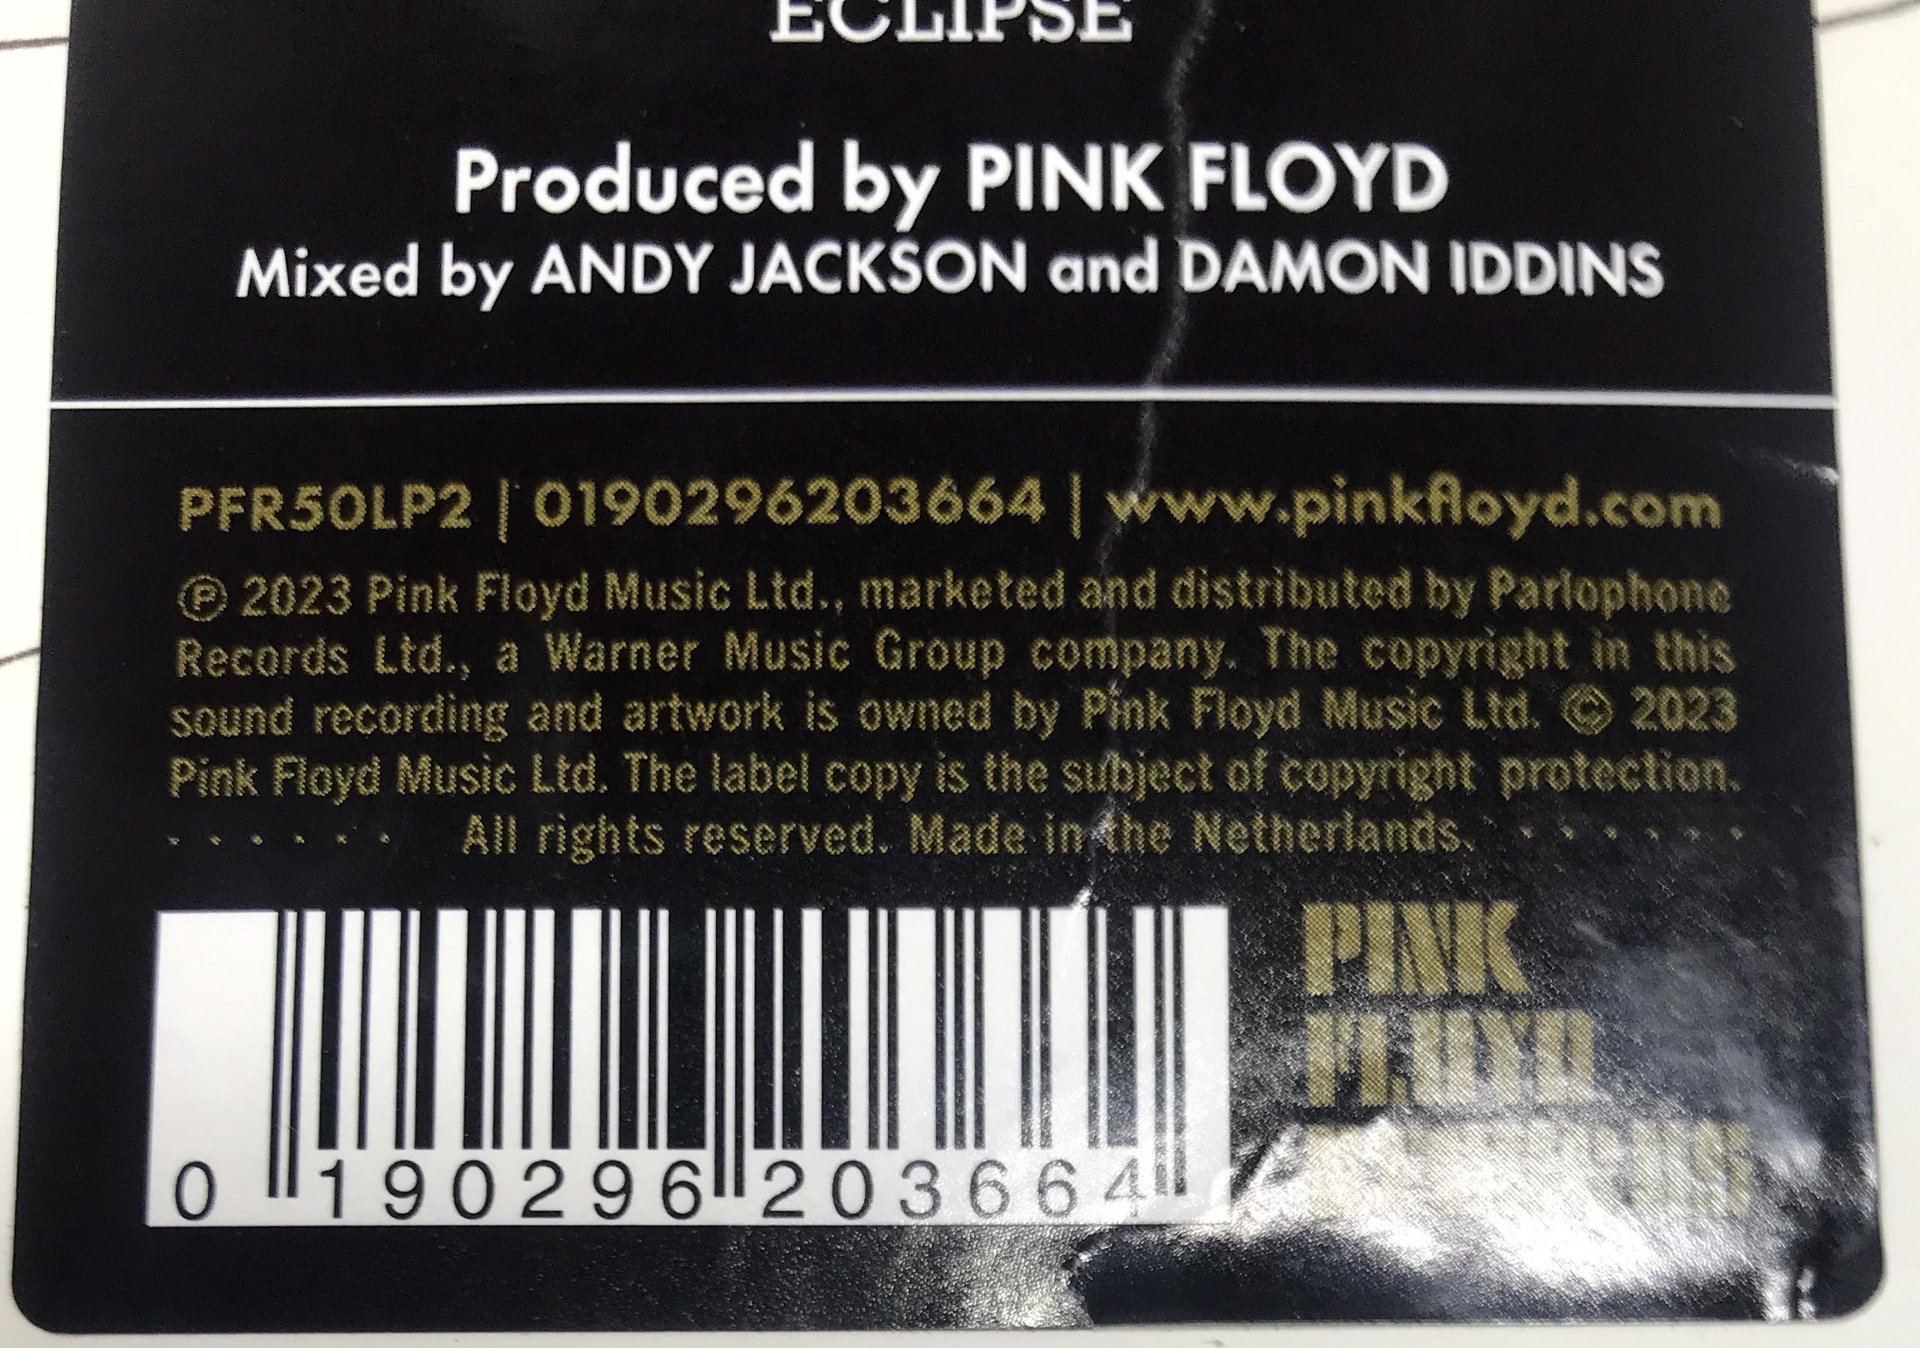 ECLIPSE
Produced by PINK FLOYD
Mixed by ANDY JACKSON and DAMON IDDINS
PFR50LP2 | 0190296203664 | www.pinkfloyd.com
℗ 2023 Pink Floyd Music Ltd., marketed and distributed by Parlophone
Records Ltd., a Warner Music Group company. The copyright in this
sound recording and artwork is owned by Pink Floyd Music Ltd. © 2023
Pink Floyd Music Ltd. The label copy is the subject of copyright protection.
· · · · · · All rights reserved. Made in the Netherlands. · · · · · ·
0 190296 203664
PINK
FLOYD